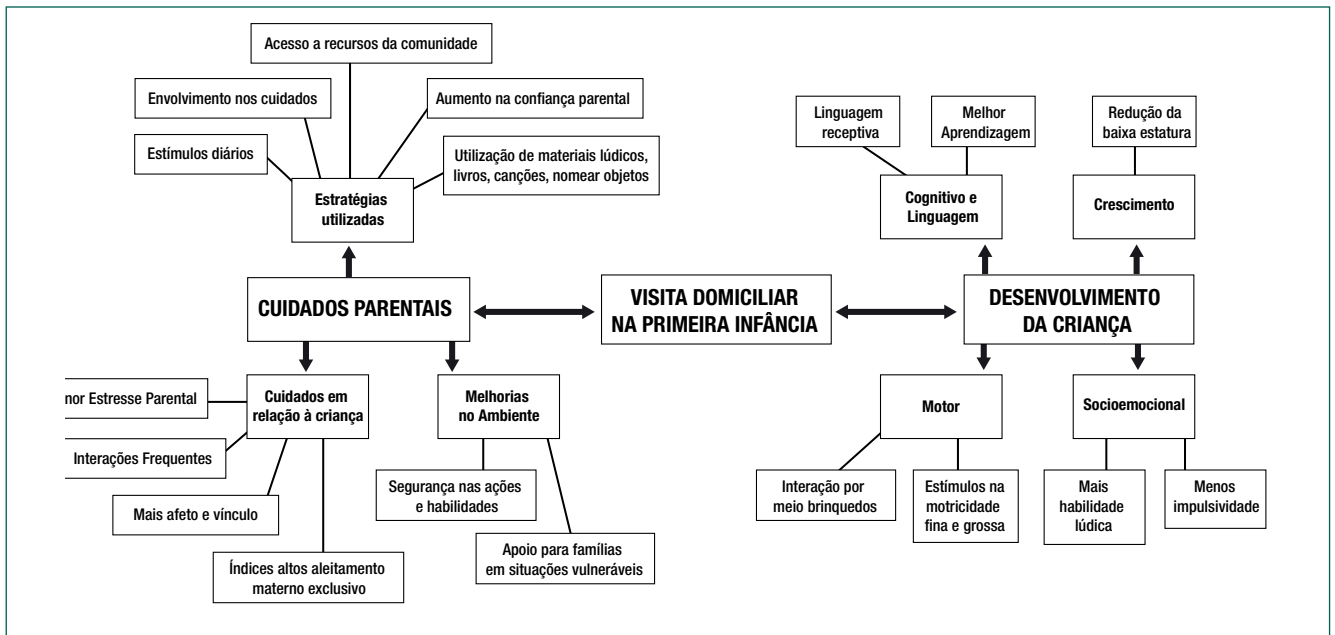 Acesso a recursos da comunidade
Envolvimento nos cuidados
Aumento na confiança parental
Estímulos diários
Utilização de materiais lúdicos,
livros, canções, nomear objetos
Estratégias
utilizadas
Linguagem
receptiva
Melhor
Aprendizagem
Redução da
baixa estatura
Cognitivo e
Linguagem
Crescimento
CUIDADOS PARENTAIS
VISITA DOMICILIAR
NA PRIMEIRA INFÂNCIA
DESENVOLVIMENTO
DA CRIANÇA
Estresse Parental
Cuidados em
relação à criança
Melhorias
no Ambiente
Motor
Socioemocional
Interações Frequentes
Mais afeto e vínculo
Índices altos aleitamento
materno exclusivo
Segurança nas ações
e habilidades
Apoio para famílias
em situações vulneráveis
Interação por
meio brinquedos
Estímulos na
motricidade
fina e grossa
Mais
habilidade
lúdica
Menos
impulsividade